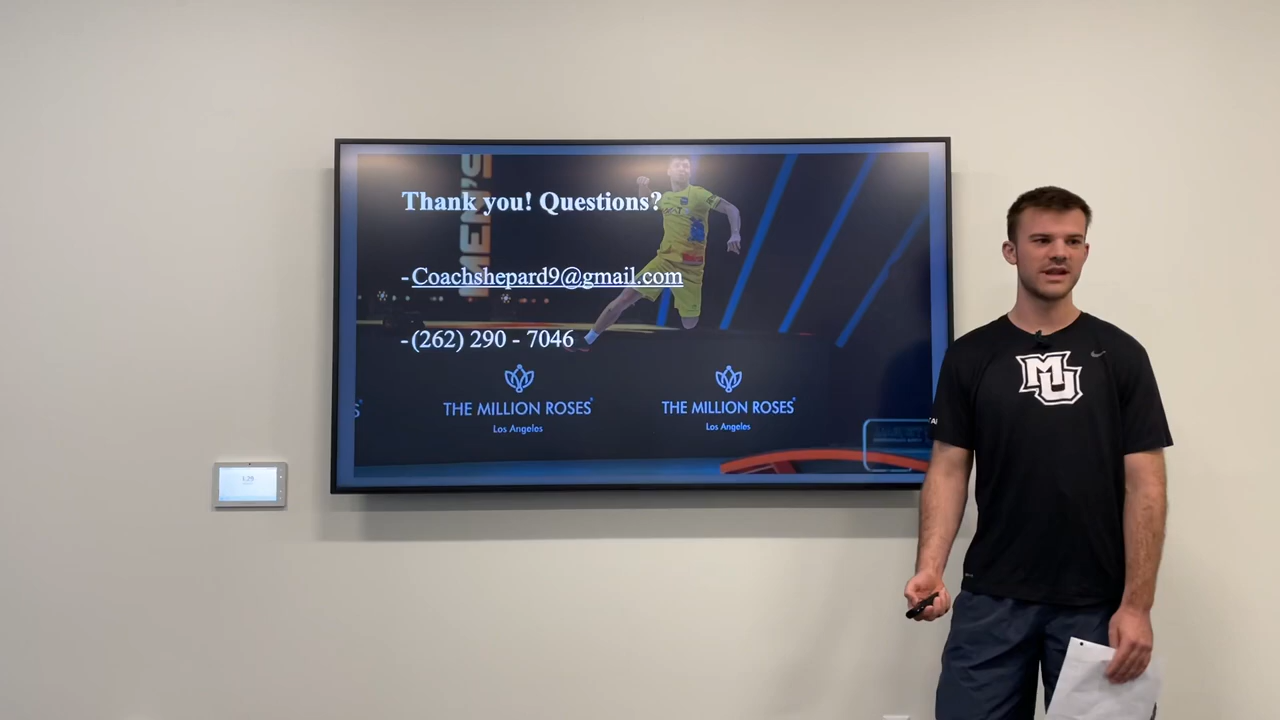 MEN'S
Thank you! Questions?
-Coachshepard9@gmail.com
-(262) 290 - 7046
THE MILLION ROSES
Los Angeles
THE MILLION ROSES
Los Angeles
MU